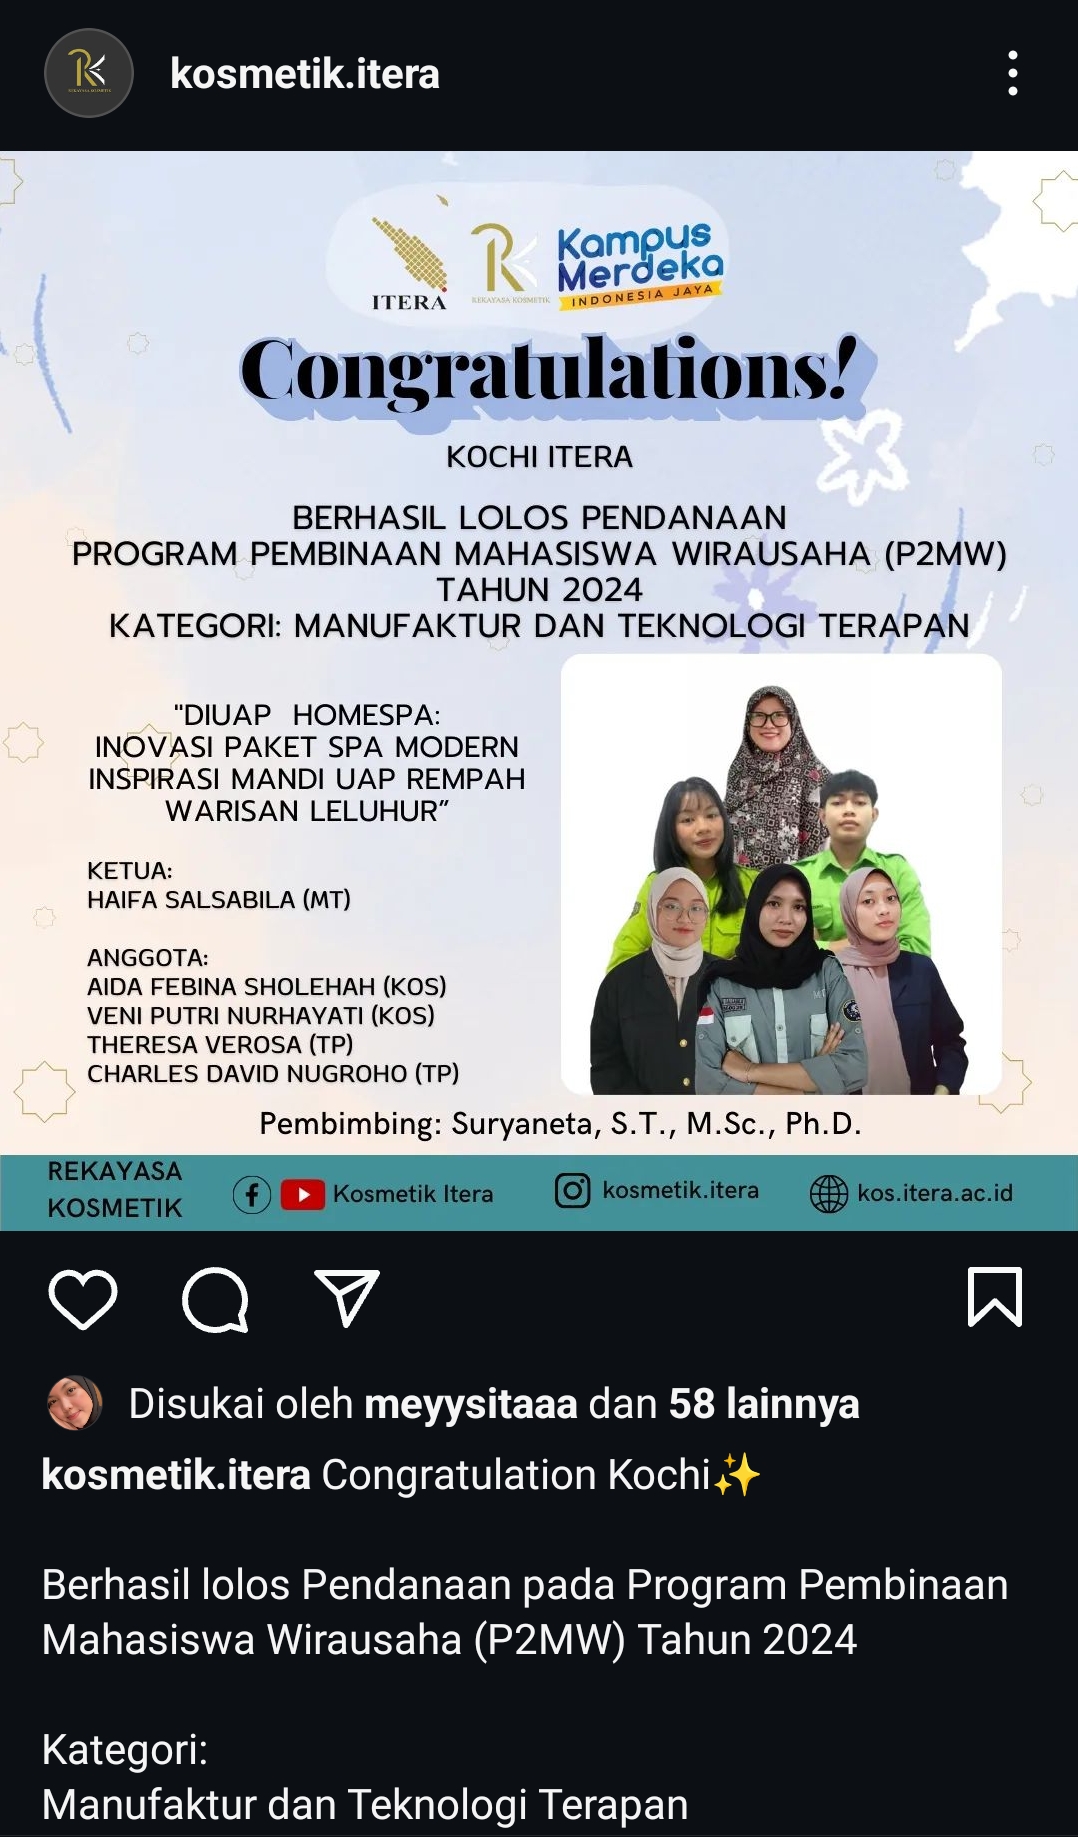 kosmetik.itera
ITERA
REKAYASA KOSMETIK
Kampus
Merdeka
INDONESIA JAYA
Congratulations!
KOCHI ITERA
BERHASIL LOLOS PENDANAAN
PROGRAM PEMBINAAN MAHASISWA WIRAUSAHA (P2MW)
TAHUN 2024
KATEGORI: MANUFAKTUR DAN TEKNOLOGI TERAPAN
"DIUAP HOMESPA:
INOVASI PAKET SPA MODERN
INSPIRASI MANDI UAP REMPAH
WARISAN LELUHUR”
KETUA:
HAIFA SALSABILA (MT)
ANGGOTA:
AIDA FEBINA SHOLEHAH (KOS)
VENI PUTRI NURHAYATI (KOS)
THERESA VEROSA (TP)
CHARLES DAVID NUGROHO (TP)
Pembimbing: Suryaneta, S.T., M.Sc., Ph.D.
REKAYASA
KOSMETIK
Kosmetik Itera
kosmetik.itera
kos.itera.ac.id
Disukai oleh meyysitaaa dan 58 lainnya
kosmetik.itera Congratulation Kochi✨
Berhasil lolos Pendanaan pada Program Pembinaan
Mahasiswa Wirausaha (P2MW) Tahun 2024
Kategori:
Manufaktur dan Teknologi Terapan